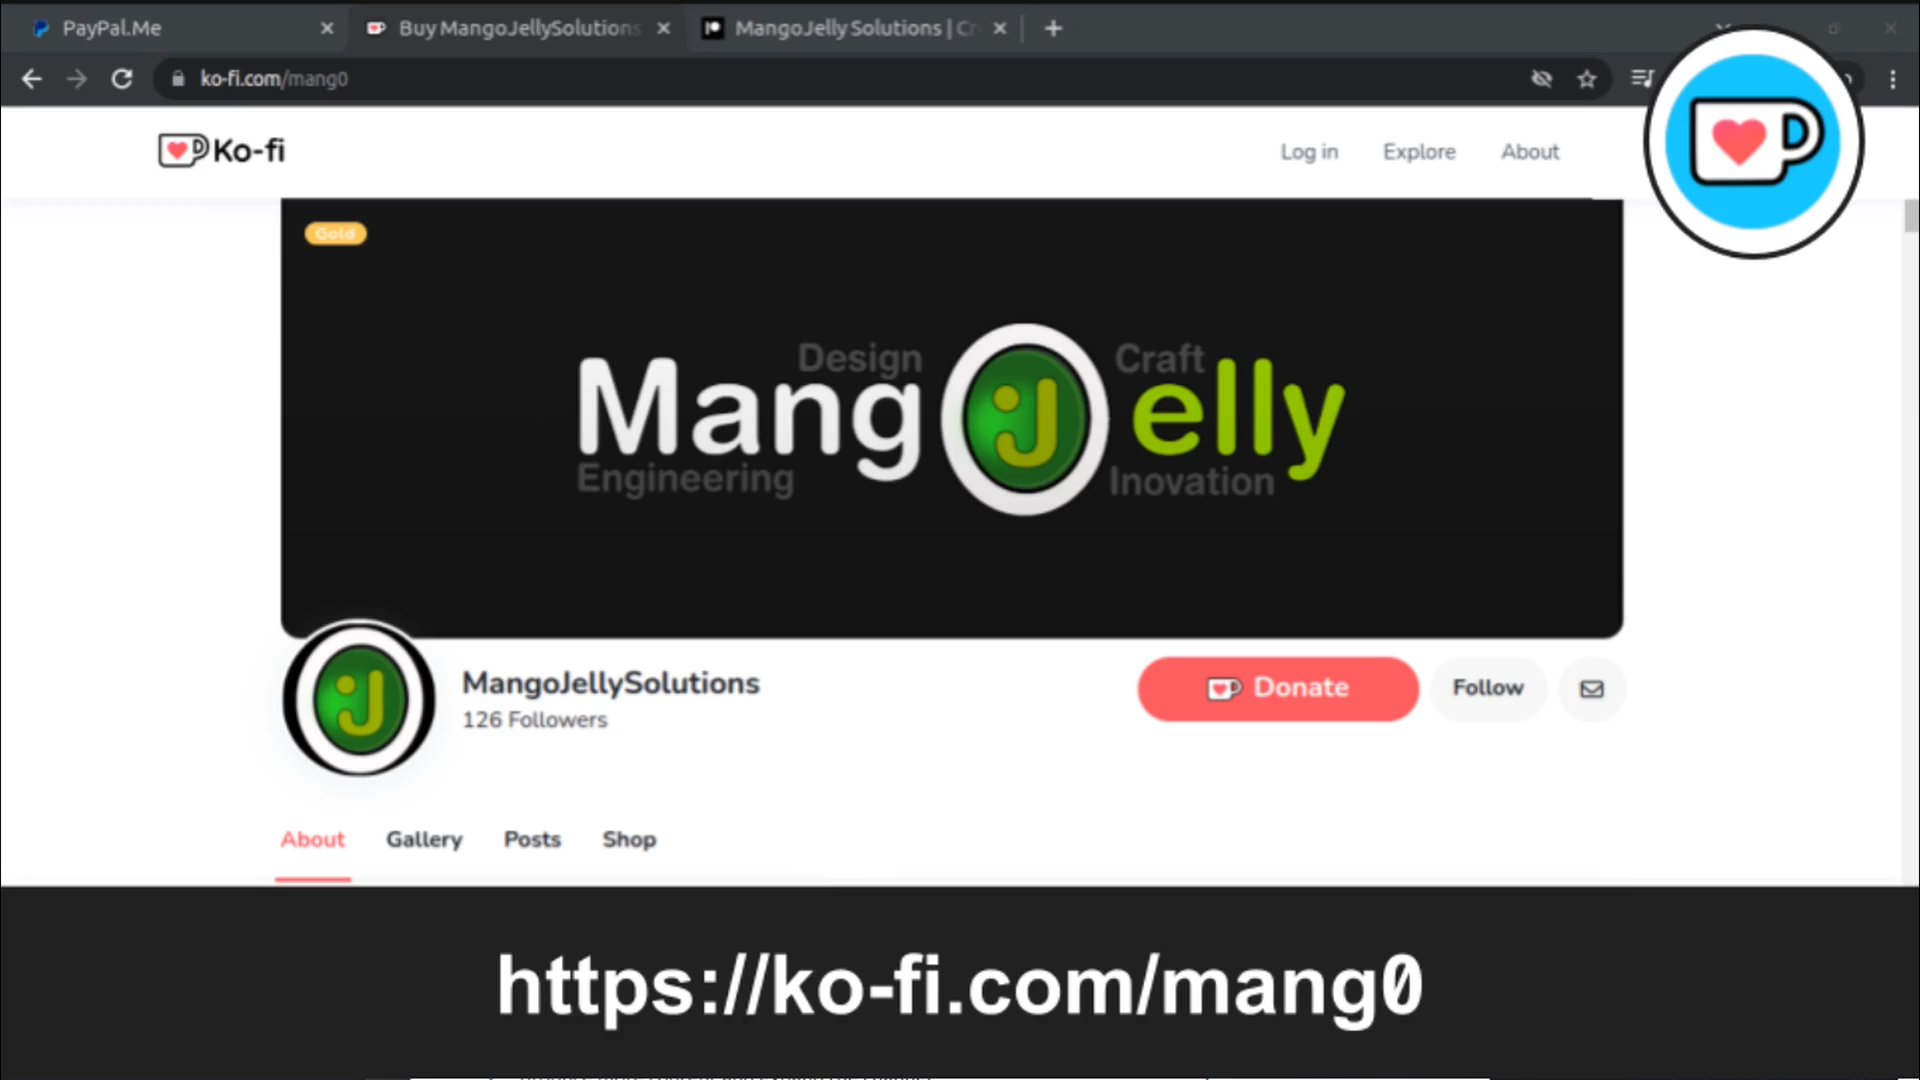 PayPal.Me
Buy MangoJellySolutions
MangoJelly Solutions | Cr
ko-fi.com/mang0
Ko-fi
Log in
Explore
About
Gold
Design
Craft
Mang J elly
Engineering
Inovation
MangoJellySolutions
126 Followers
Donate
Follow
About
Gallery
Posts
Shop
https://ko-fi.com/mang0